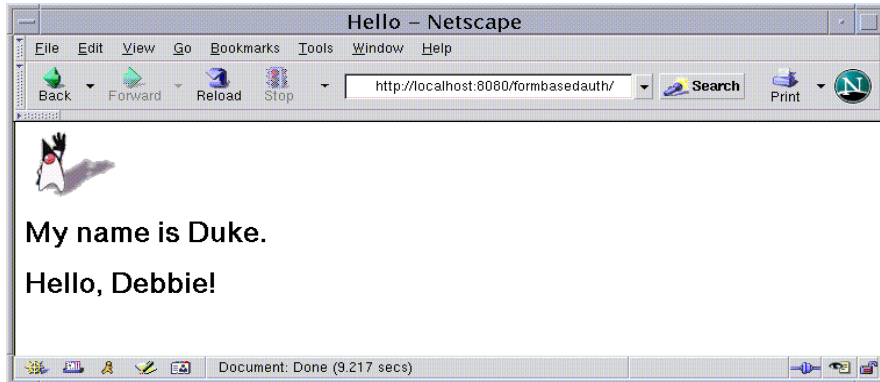 Hello – Netscape
File Edit View Go Bookmarks Tools Window Help
Back Forward Reload Stop http://localhost:8080/formbasedauth/ Search Print N
My name is Duke.
Hello, Debbie!
Document: Done (9.217 secs)